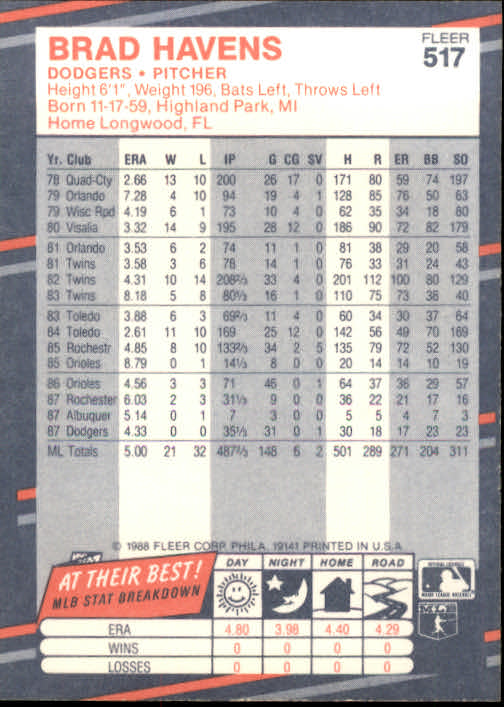 BRAD HAVENS
FLEER
517
DODGERS • PITCHER
Height 6'1", Weight 196, Bats Left, Throws Left
Born 11-17-59, Highland Park, MI
Home Longwood, FL
Yr. Club ERA W L IP G CG SV H R ER BB SO
78 Quad-Cty 2.66 13 10 200 26 17 0 171 80 59 74 197
79 Orlando 7.28 4 10 94 19 4 1 128 85 76 50 63
79 Wisc Rpd 4.19 6 1 73 10 4 0 62 35 34 18 80
80 Visalia 3.32 14 9 195 28 12 0 186 90 72 82 179
81 Orlando 3.53 6 2 74 11 1 0 81 38 29 20 58
81 Twins 3.58 3 6 78 14 1 0 76 33 31 24 43
82 Twins 4.31 10 14 208⅔ 33 4 0 201 112 100 80 129
83 Twins 8.18 5 8 80⅓ 16 1 0 110 75 73 38 40
83 Toledo 3.88 6 3 69⅔ 11 4 0 60 34 30 37 64
84 Toledo 2.61 11 10 169 25 12 0 142 56 49 70 169
85 Rochestr 4.85 8 10 133⅔ 34 2 5 135 79 72 52 130
85 Orioles 8.79 0 1 14⅓ 8 0 0 20 14 14 10 19
86 Orioles 4.56 3 3 71 46 0 1 64 37 36 29 57
87 Rochester 6.03 2 3 31⅓ 9 0 0 36 22 21 17 16
87 Albuquer 5.14 0 1 7 3 0 0 5 5 4 7 3
87 Dodgers 4.33 0 0 35⅓ 31 0 1 30 18 17 23 23
ML Totals 5.00 21 32 487⅔ 148 6 2 501 289 271 204 311
© 1988 FLEER CORP. PHILA. 19141 PRINTED IN U.S.A.
AT THEIR BEST!
MLB STAT BREAKDOWN
DAY NIGHT HOME ROAD
ERA 4.80 3.98 4.40 4.29
WINS 0 0 0 0
LOSSES 0 0 0 0